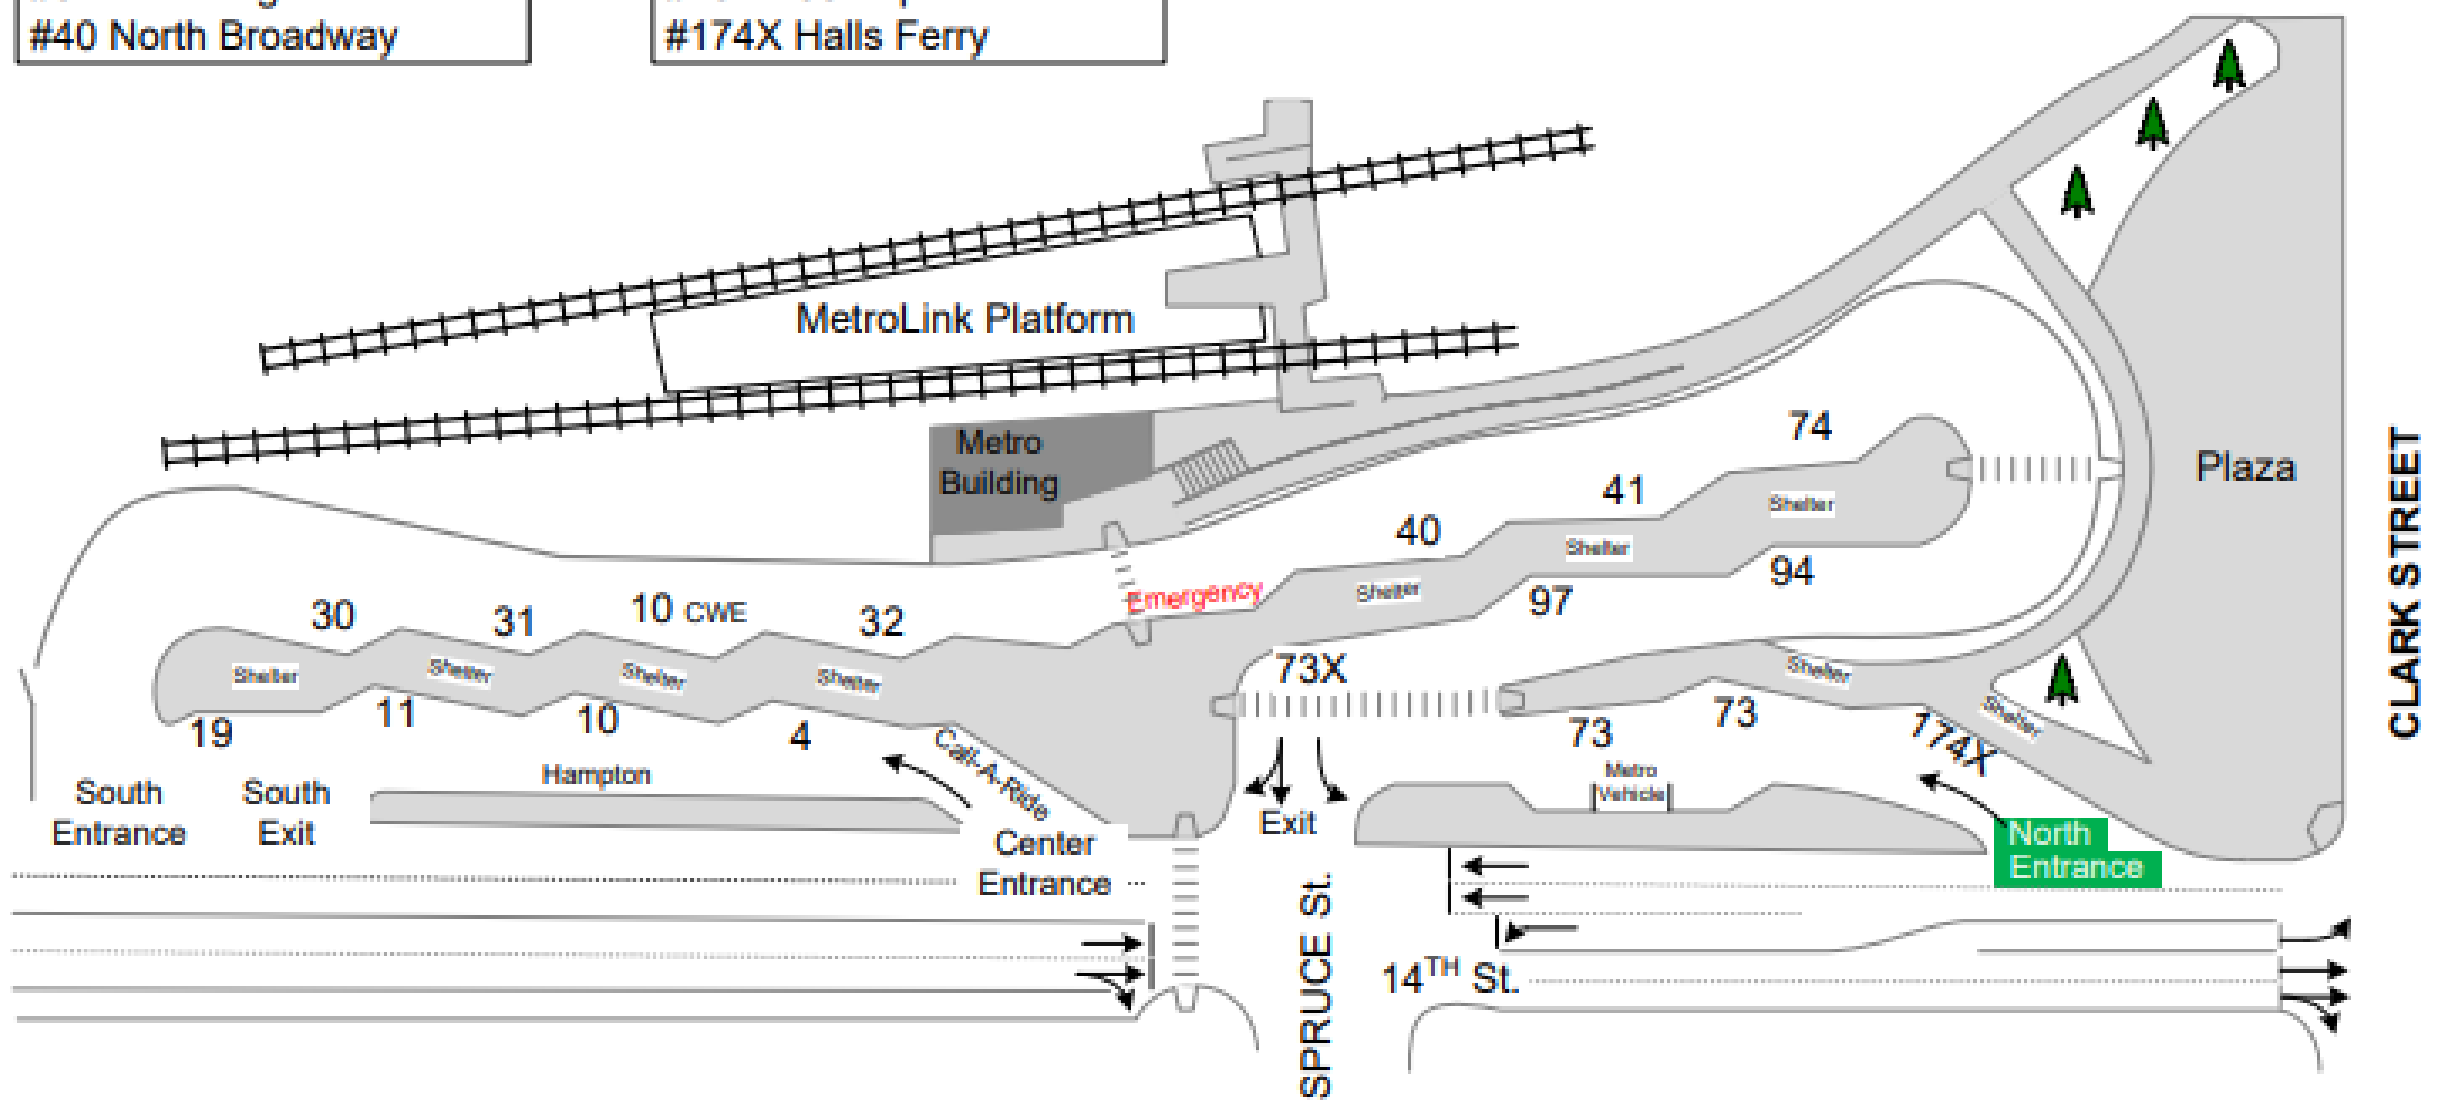 #40 North Broadway
#174X Halls Ferry
MetroLink Platform
Metro
Building
74
41
40
Shelter
Shelter
Shelter
Plaza
CLARK STREET
Emergency
97
94
30
31
10 CWE
32
Shelter
Shelter
Shelter
Shelter
19
11
10
4
73X
73
73
174X
Shelter
Shelter
Call-A-Ride
Hampton
Metro
Vehicle
South
Entrance
South
Exit
Center
Entrance
Exit
North
Entrance
SPRUCE St.
14TH St.